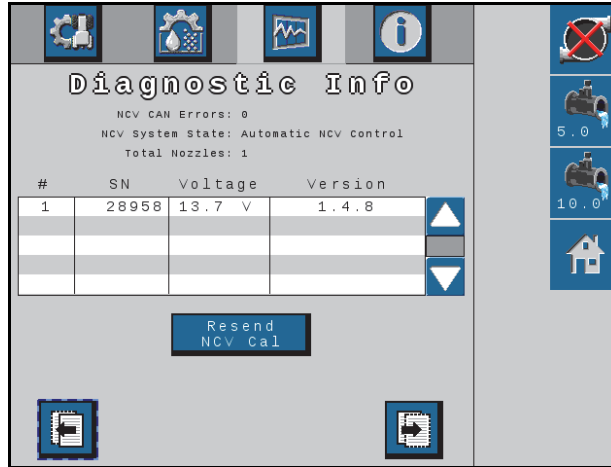 Diagnostic Info
NCV CAN Errors: 0
NCV System State: Automatic NCV Control
Total Nozzles: 1
# SN Voltage Version
1 28958 13.7 V 1.4.8
Resend
NCV Cal
5.0
10.0